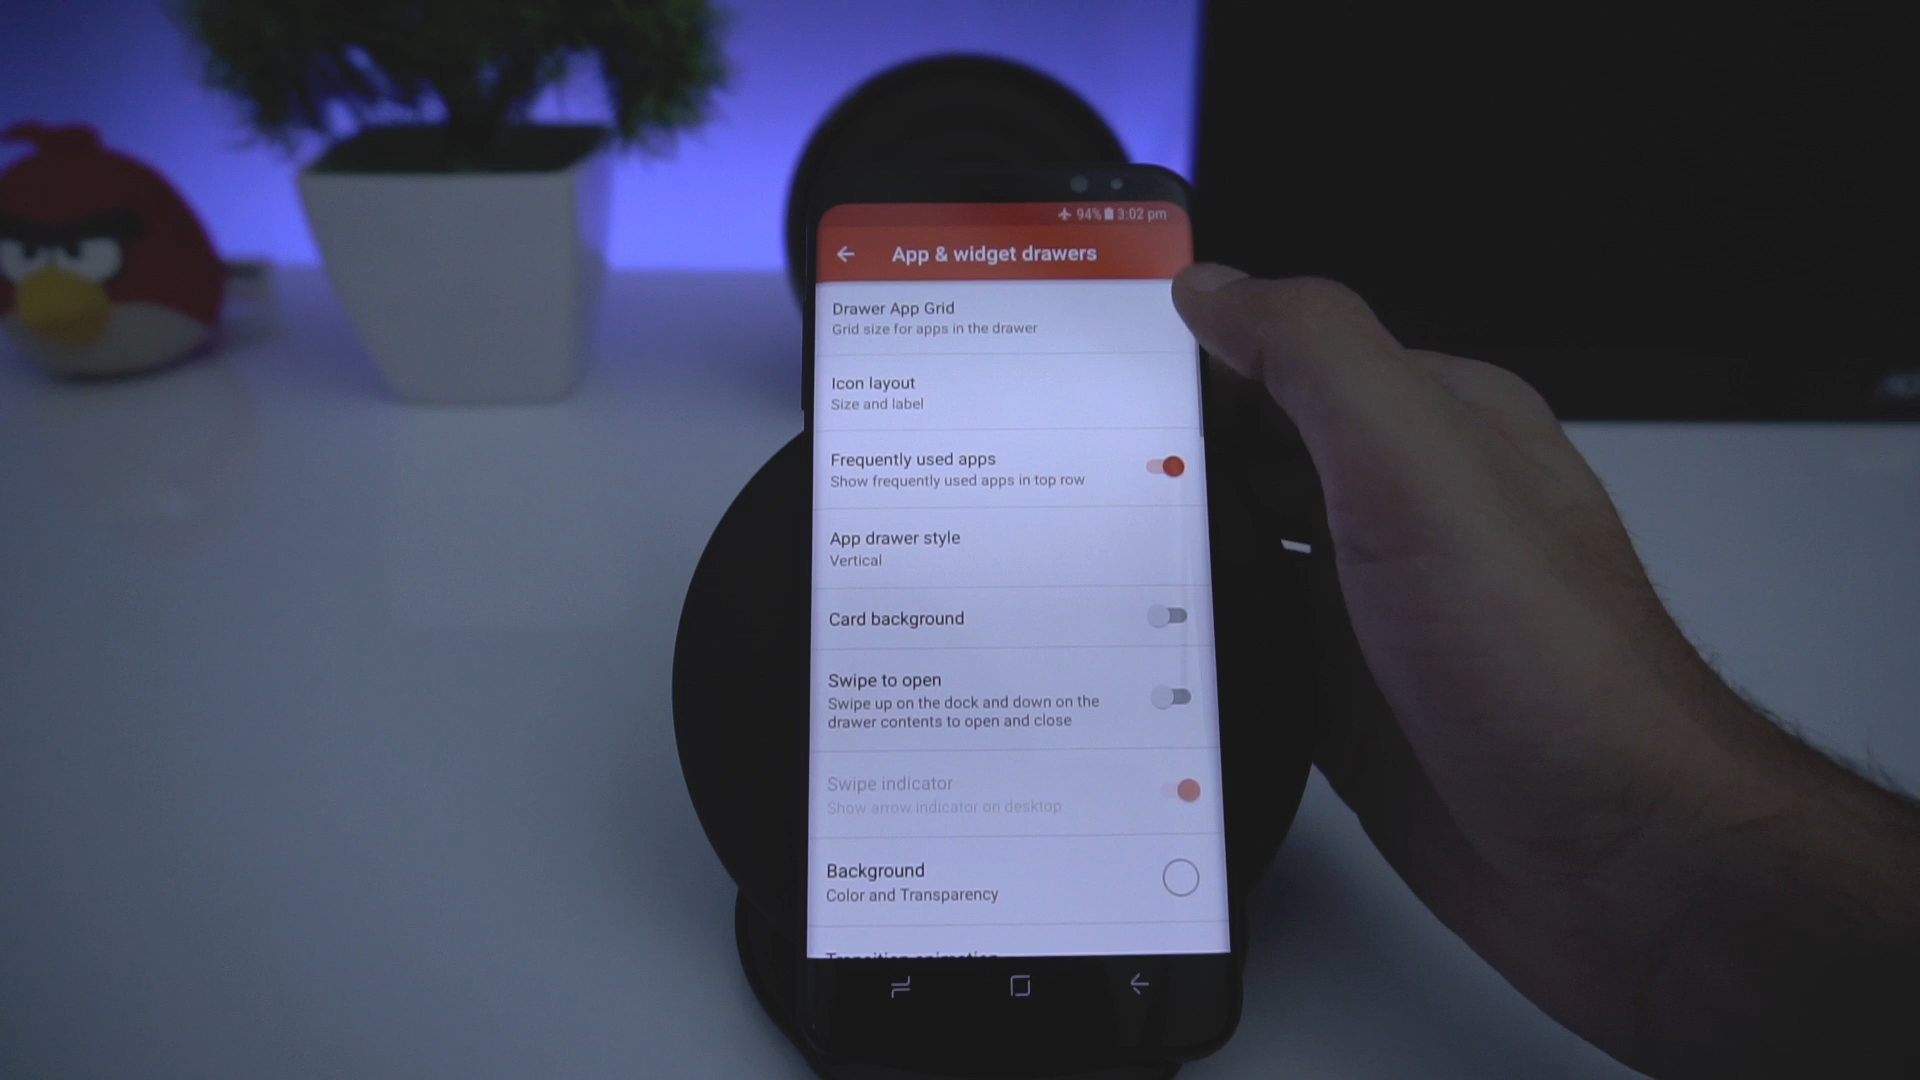 94% 3:02 pm
App & widget drawers
Drawer App Grid
Grid size for apps in the drawer
Icon layout
Size and label
Frequently used apps
Show frequently used apps in top row
App drawer style
Vertical
Card background
Swipe to open
Swipe up on the dock and down on the
drawer contents to open and close
Swipe indicator
Show arrow indicator on desktop
Background
Color and Transparency
Transition animation